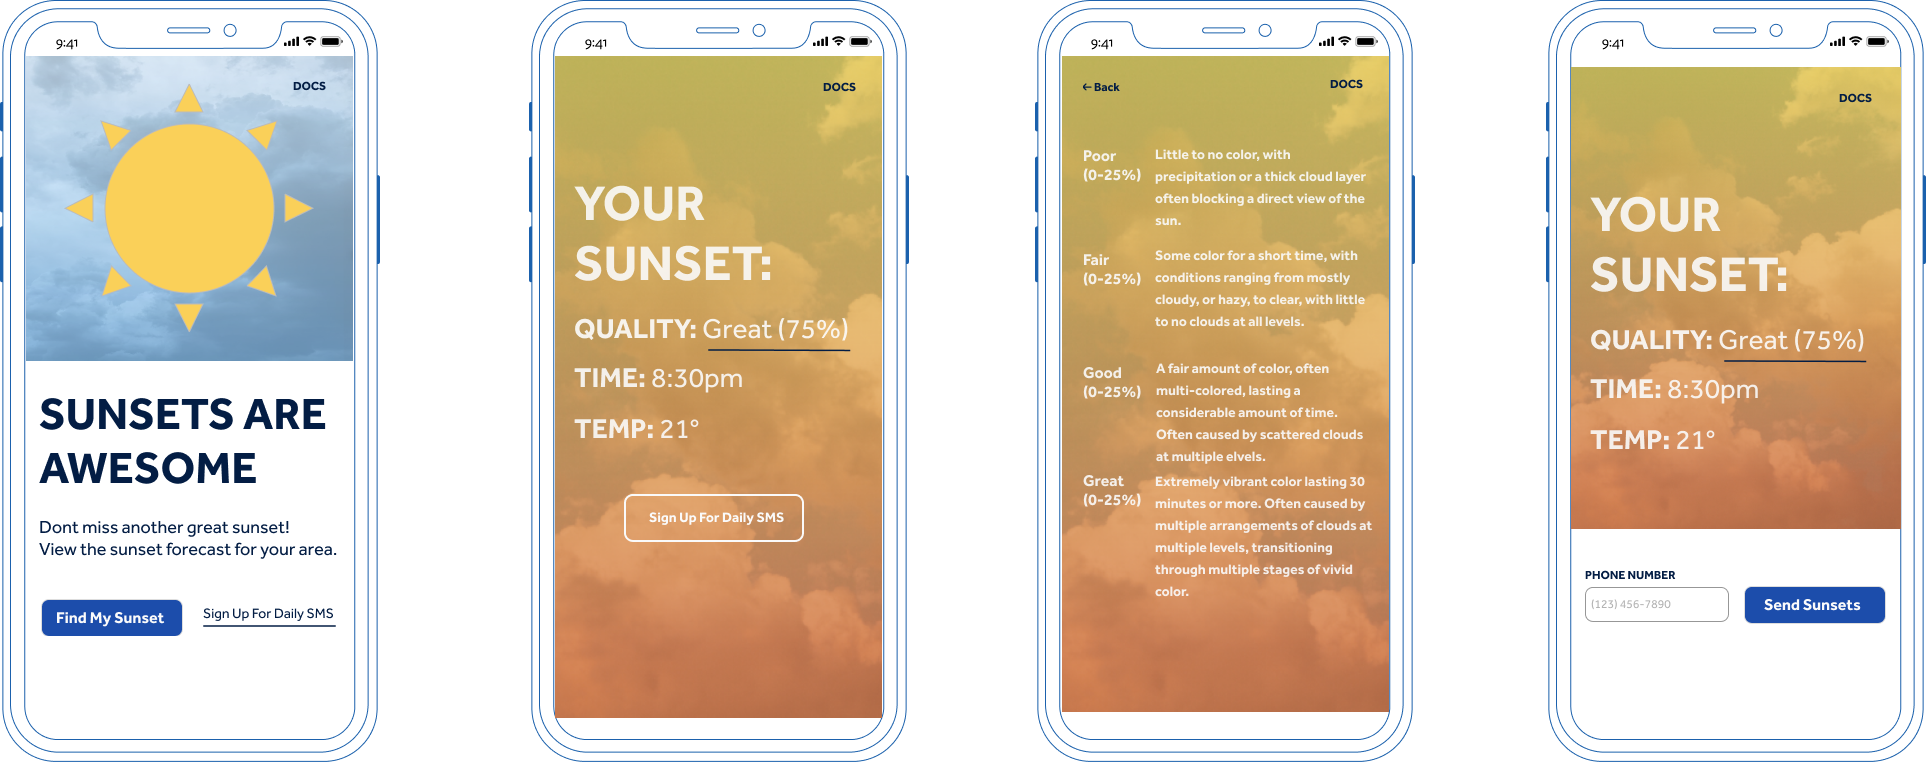 9:41
DOCS
SUNSETS ARE
AWESOME
Dont miss another great sunset!
View the sunset forecast for your area.
Find My Sunset
Sign Up For Daily SMS
9:41
DOCS
YOUR
SUNSET:
QUALITY: Great (75%)
TIME: 8:30pm
TEMP: 21°
Sign Up For Daily SMS
9:41
← Back
DOCS
Poor
(0-25%)
Little to no color, with
precipitation or a thick cloud layer
often blocking a direct view of the
sun.
Fair
(0-25%)
Some color for a short time, with
conditions ranging from mostly
cloudy, or hazy, to clear, with little
to no clouds at all levels.
Good
(0-25%)
A fair amount of color, often
multi-colored, lasting a
considerable amount of time.
Often caused by scattered clouds
at multiple elvels.
Great
(0-25%)
Extremely vibrant color lasting 30
minutes or more. Often caused by
multiple arrangements of clouds at
multiple levels, transitioning
through multiple stages of vivid
color.
9:41
DOCS
YOUR
SUNSET:
QUALITY: Great (75%)
TIME: 8:30pm
TEMP: 21°
PHONE NUMBER
(123) 456-7890
Send Sunsets